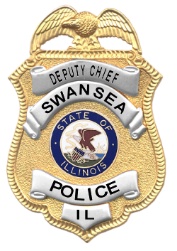 DEPUTY CHIEF
SWANSEA
STATE OF
ILLINOIS
POLICE
IL